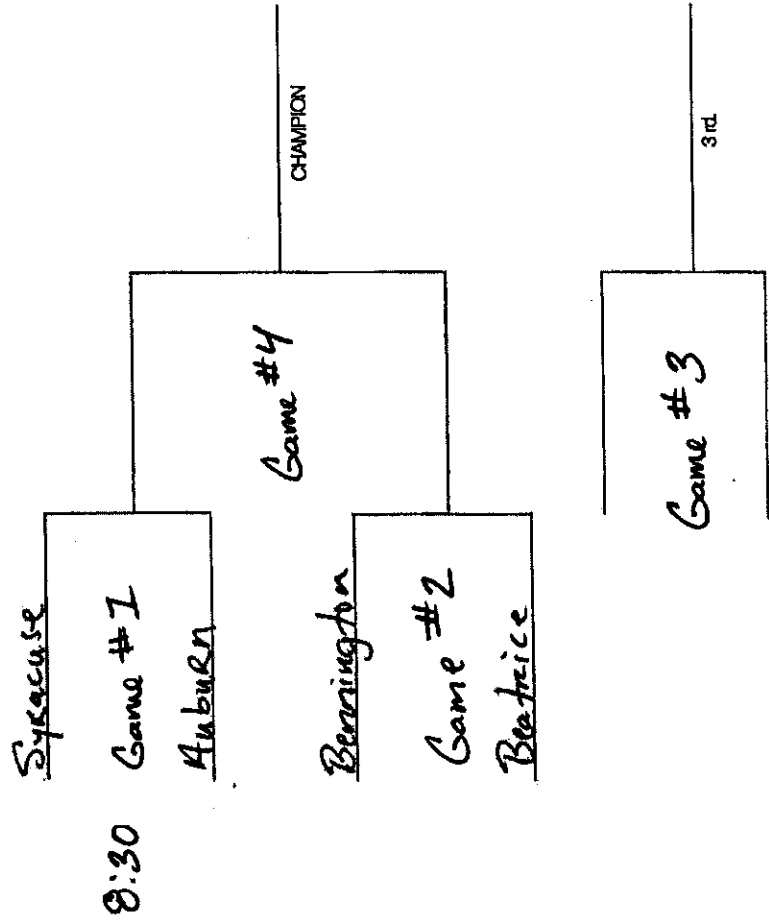 Syracuse
8:30
Game #1
Auburn
Game #4
CHAMPION
Bennington
Game #2
Beatrice
Game #3
3rd